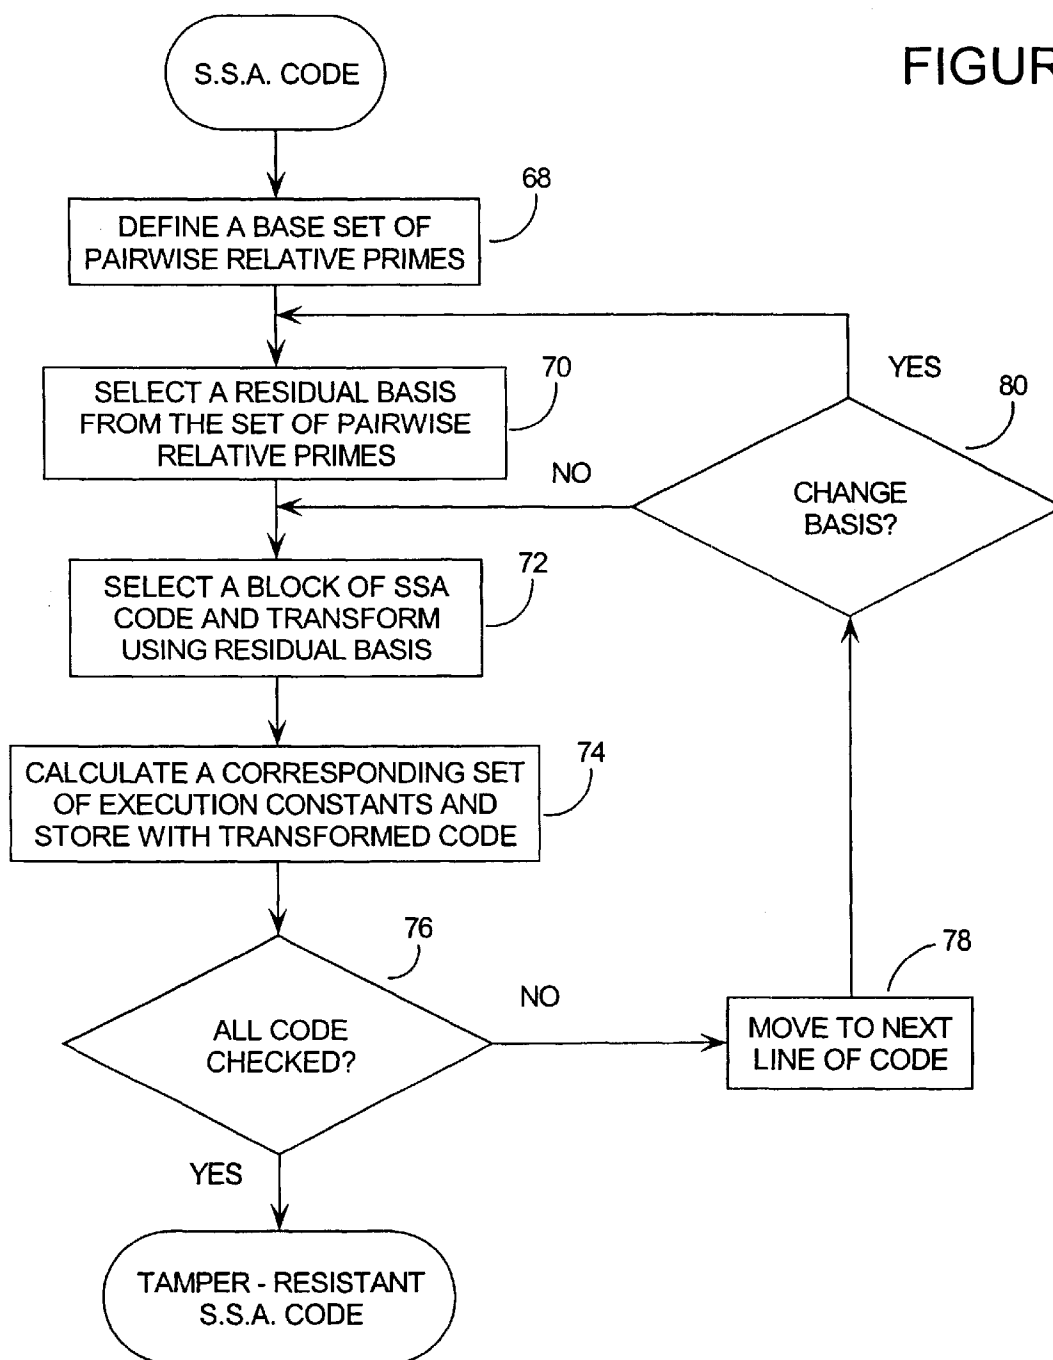 FIGUR
S.S.A. CODE
68
DEFINE A BASE SET OF
PAIRWISE RELATIVE PRIMES
YES
70
80
SELECT A RESIDUAL BASIS
FROM THE SET OF PAIRWISE
RELATIVE PRIMES
NO
CHANGE
BASIS?
72
SELECT A BLOCK OF SSA
CODE AND TRANSFORM
USING RESIDUAL BASIS
74
CALCULATE A CORRESPONDING SET
OF EXECUTION CONSTANTS AND
STORE WITH TRANSFORMED CODE
76
78
NO
ALL CODE
CHECKED?
MOVE TO NEXT
LINE OF CODE
YES
TAMPER - RESISTANT
S.S.A. CODE